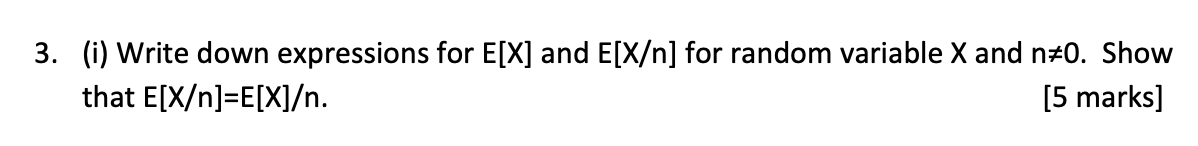 3. (i) Write down expressions for E[X] and E[X/n] for random variable X and n≠0. Show
that E[X/n]=E[X]/n. [5 marks]